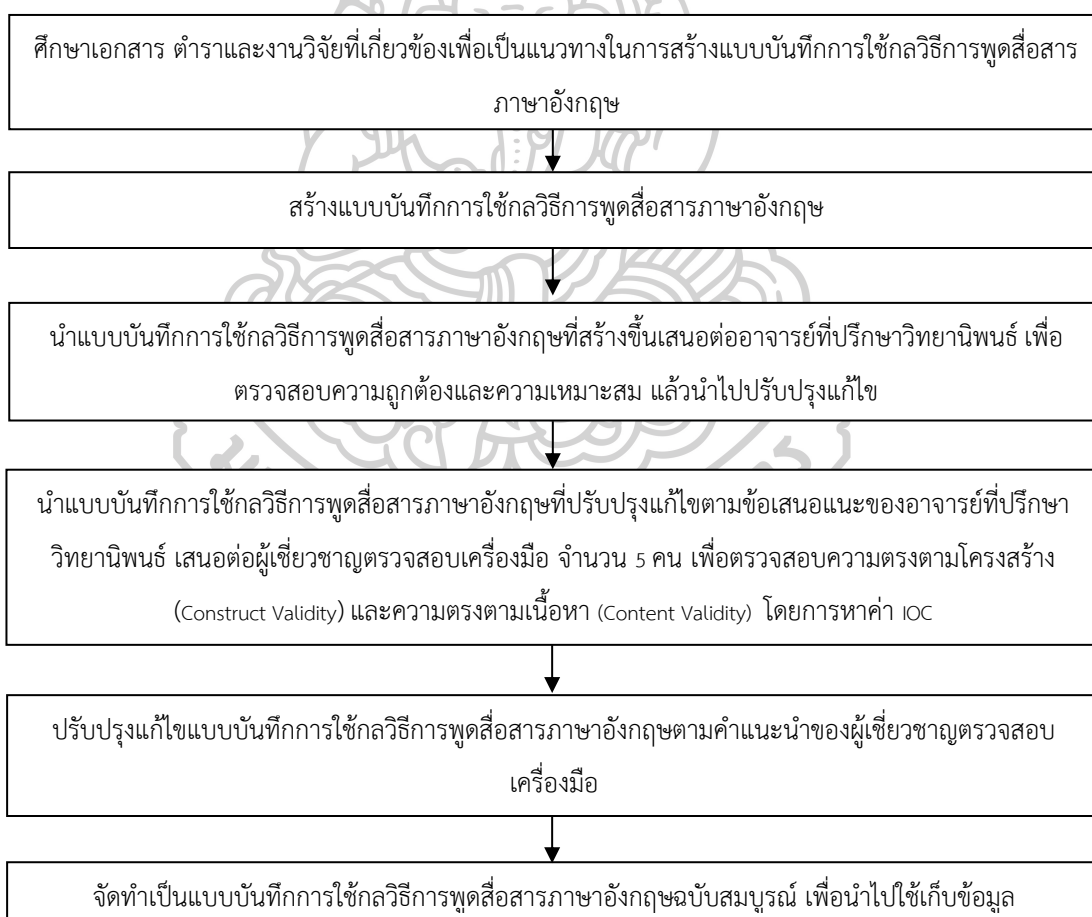 ศึกษาเอกสาร ตำราและงานวิจัยที่เกี่ยวข้องเพื่อเป็นแนวทางในการสร้างแบบบันทึกการใช้กลวิธีการพูดสื่อสาร
ภาษาอังกฤษ
สร้างแบบบันทึกการใช้กลวิธีการพูดสื่อสารภาษาอังกฤษ
นำแบบบันทึกการใช้กลวิธีการพูดสื่อสารภาษาอังกฤษที่สร้างขึ้นเสนอต่ออาจารย์ที่ปรึกษาวิทยานิพนธ์ เพื่อ
ตรวจสอบความถูกต้องและความเหมาะสม แล้วนำไปปรับปรุงแก้ไข
นำแบบบันทึกการใช้กลวิธีการพูดสื่อสารภาษาอังกฤษที่ปรับปรุงแก้ไขตามข้อเสนอแนะของอาจารย์ที่ปรึกษา
วิทยานิพนธ์ เสนอต่อผู้เชี่ยวชาญตรวจสอบเครื่องมือ จำนวน 5 คน เพื่อตรวจสอบความตรงตามโครงสร้าง
(Construct Validity) และความตรงตามเนื้อหา (Content Validity) โดยการหาค่า IOC
ปรับปรุงแก้ไขแบบบันทึกการใช้กลวิธีการพูดสื่อสารภาษาอังกฤษตามคำแนะนำของผู้เชี่ยวชาญตรวจสอบ
เครื่องมือ
จัดทำเป็นแบบบันทึกการใช้กลวิธีการพูดสื่อสารภาษาอังกฤษฉบับสมบูรณ์ เพื่อนำไปใช้เก็บข้อมูล